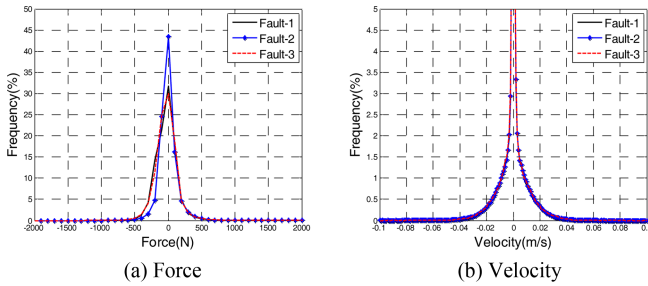 Fault-1
Fault-2
Fault-3
50
45
40
35
30
25
20
15
10
5
0
Frequency(%)
-2000 -1500 -1000 -500 0 500 1000 1500 2000
Force(N)
(a) Force
Fault-1
Fault-2
Fault-3
5
4.5
4
3.5
3
2.5
2
1.5
1
0.5
0
Frequency(%)
-0.1 -0.08 -0.06 -0.04 -0.02 0 0.02 0.04 0.06 0.08 0.
Velocity(m/s)
(b) Velocity